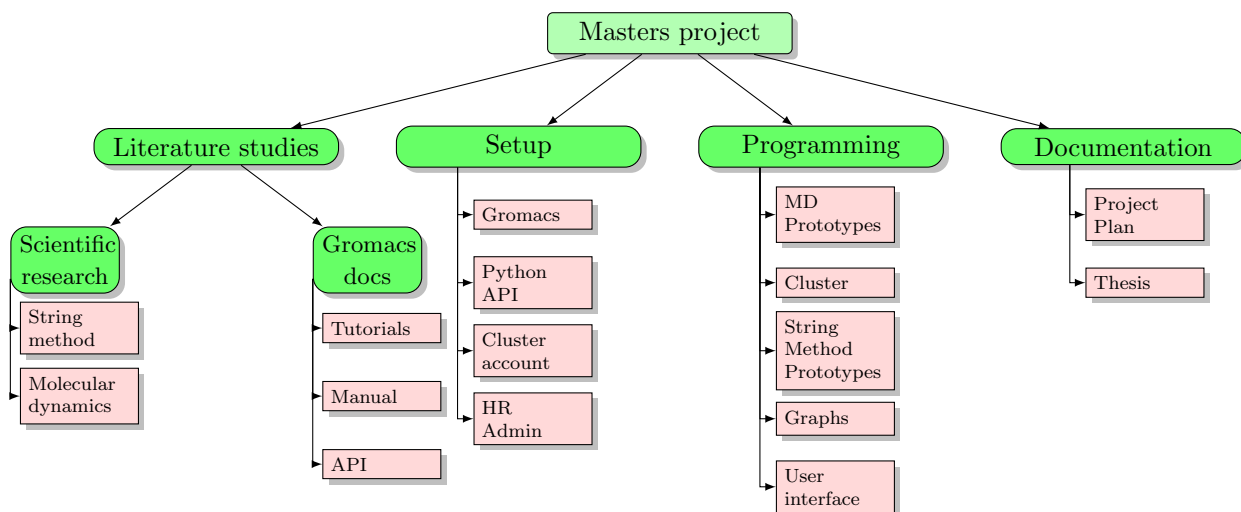 Masters project
Literature studies
Setup
Programming
Documentation
Scientific
research
String
method
Molecular
dynamics
Gromacs
docs
Tutorials
Manual
API
Gromacs
Python
API
Cluster
account
HR
Admin
MD
Prototypes
Cluster
String
Method
Prototypes
Graphs
User
interface
Project
Plan
Thesis